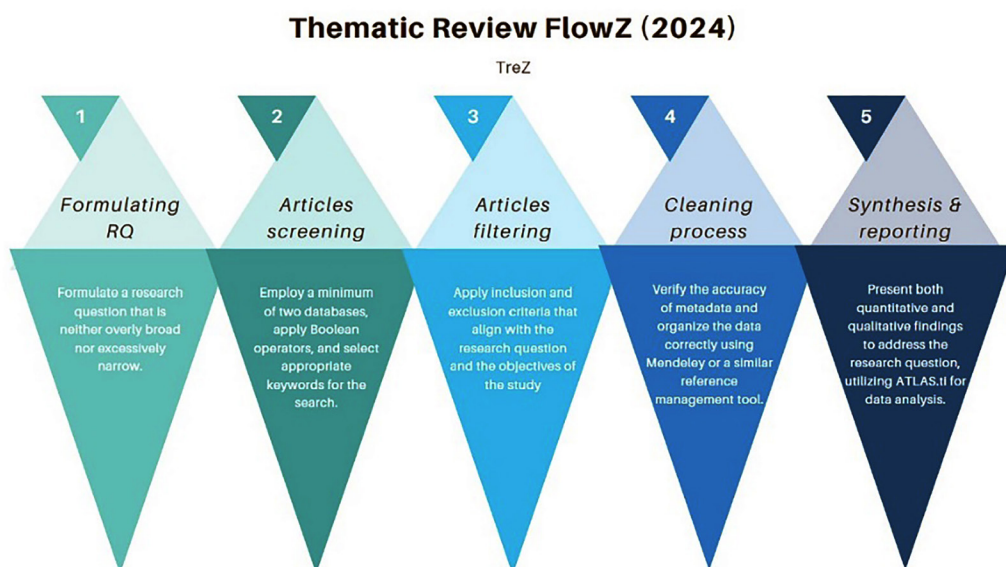 Thematic Review FlowZ (2024)
TreZ
1
Formulating
RQ
Formulate a research
question that is
neither overly broad
nor excessively
narrow.
2
Articles
screening
Employ a minimum
of two databases,
apply Boolean
operators, and select
appropriate
keywords for the
search.
3
Articles
filtering
Apply inclusion and
exclusion criteria that
align with the
research question
and the objectives of
the study
4
Cleaning
process
Verify the accuracy
of metadata and
organize the data
correctly using
Mendeley or a similar
reference
management tool.
5
Synthesis &
reporting
Present both
quantitative and
qualitative findings
to address the
research question,
utilizing ATLAS.ti for
data analysis.